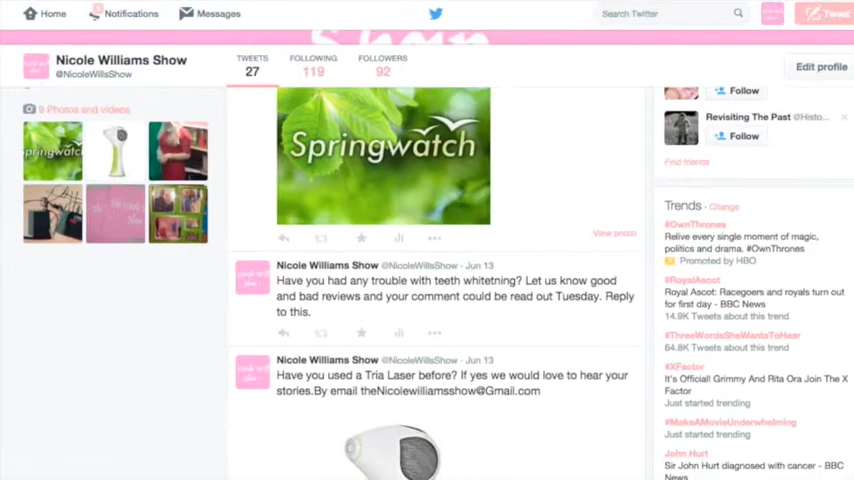 Home
Notifications
Messages
Search Twitter
Tweet
Nicole Williams Show
@NicoleWillsShow
TWEETS
27
FOLLOWING
119
FOLLOWERS
92
Edit profile
9 Photos and videos
Springwatch
Springwatch
View photo
Nicole Williams Show @NicoleWillsShow · Jun 13
Have you had any trouble with teeth whitetning? Let us know good
and bad reviews and your comment could be read out Tuesday. Reply
to this.
Nicole Williams Show @NicoleWillsShow · Jun 13
Have you used a Tria Laser before? If yes we would love to hear your
stories.By email theNicolewilliamsshow@Gmail.com
Follow
Revisiting The Past @Histo...
Follow
Find friends
Trends · Change
#OwnThrones
Relive every single moment of magic,
politics and drama. #OwnThrones
Promoted by HBO
#RoyalAscot
Royal Ascot: Racegoers and royals turn out
for first day - BBC News
14.9K Tweets about this trend
#ThreeWordsSheWantsToHear
64.8K Tweets about this trend
#XFactor
It's Official! Grimmy And Rita Ora Join The X
Factor
Just started trending
#MakeAMovieUnderwhelming
Just started trending
John Hurt
Sir John Hurt diagnosed with cancer - BBC
News